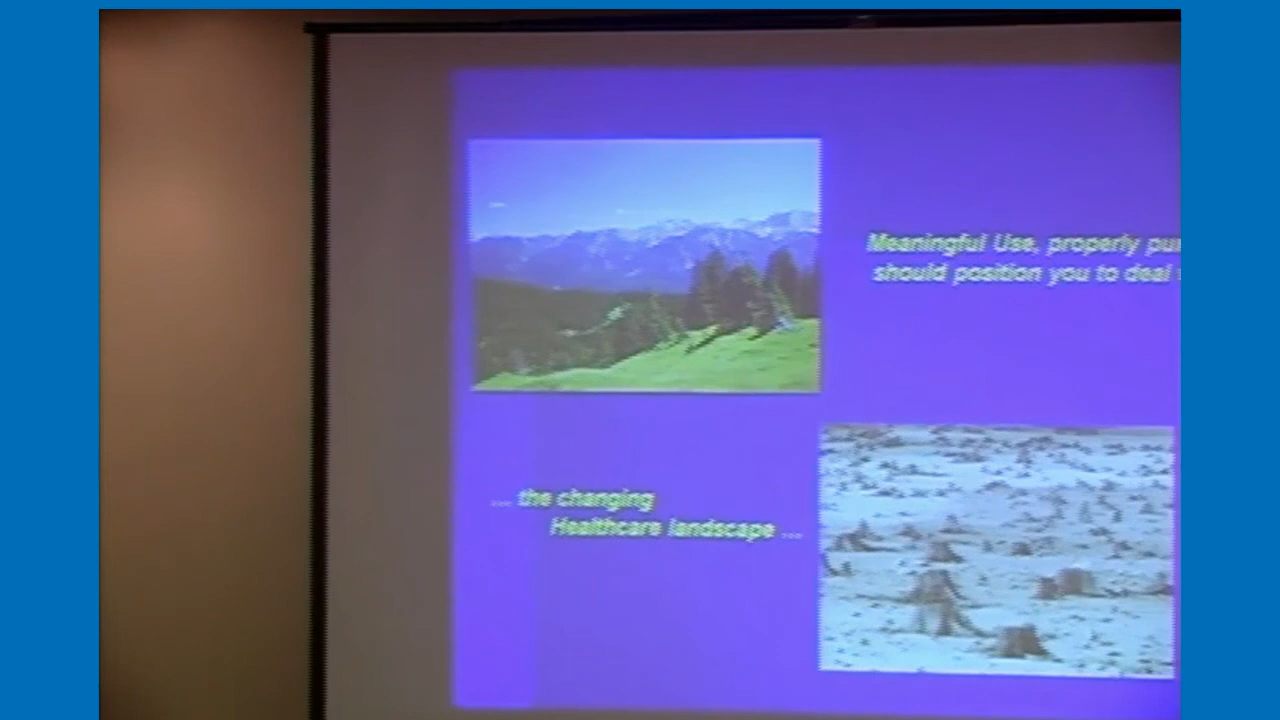 Meaningful Use, properly
should position you to deal
... the changing
Healthcare landscape ...